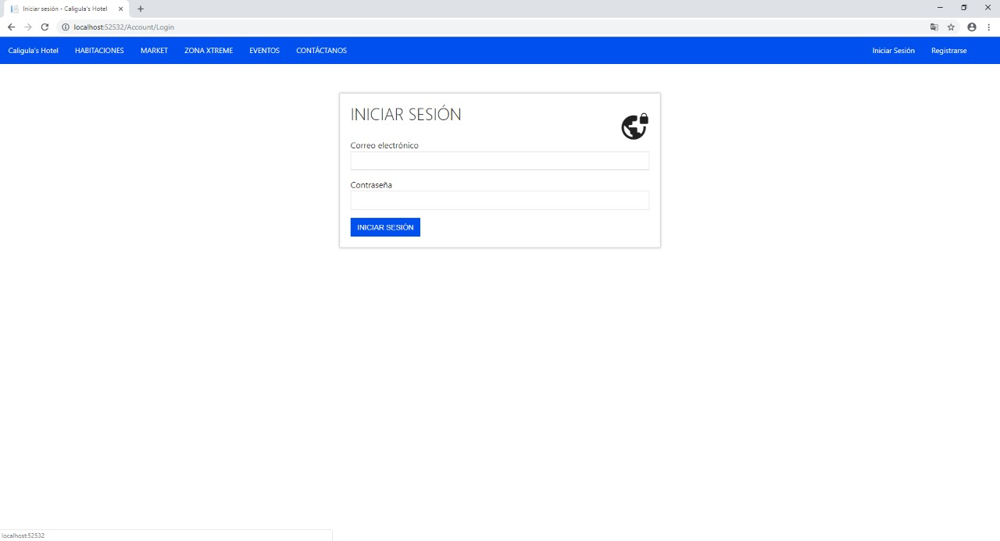 Iniciar sesión - Caligula's Hotel
localhost:52532/Account/Login
Caligula's Hotel HABITACIONES MARKET ZONA XTREME EVENTOS CONTÁCTANOS Iniciar Sesión Registrarse
INICIAR SESIÓN
Correo electrónico
Contraseña
INICIAR SESIÓN
localhost:52532